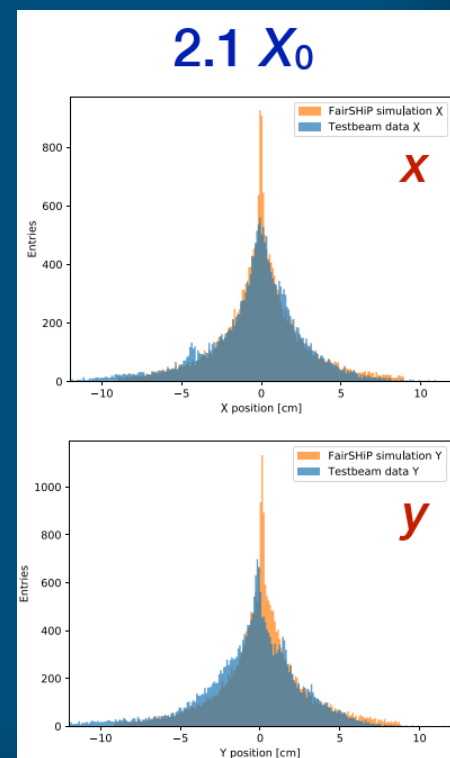 2.1 X₀
FairSHiP simulation X
Testbeam data X
x
800
600
400
200
0
Entries
−10
−5
0
5
10
X position [cm]
FairSHiP simulation Y
Testbeam data Y
y
1000
800
600
400
200
0
Entries
−10
−5
0
5
10
Y position [cm]